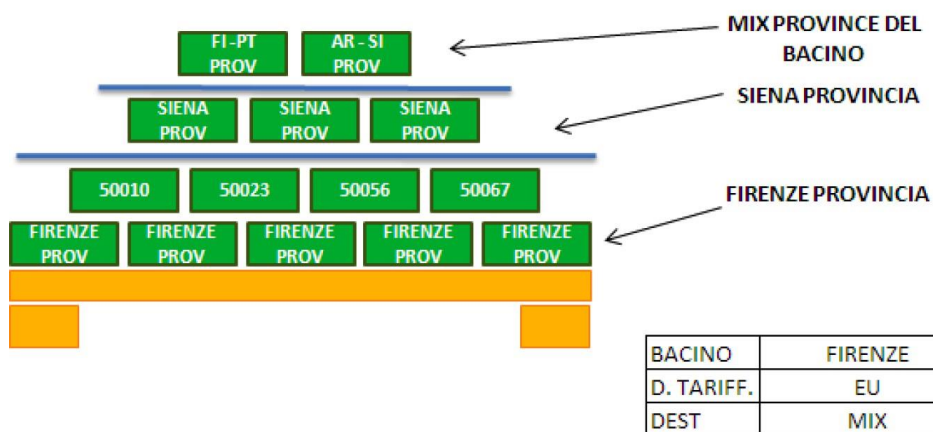 FI -PT PROV
AR - SI PROV
MIX PROVINCE DEL
BACINO
SIENA PROV
SIENA PROV
SIENA PROV
SIENA PROVINCIA
50010 50023 50056 50067
FIRENZE PROVINCIA
FIRENZE PROV
FIRENZE PROV
FIRENZE PROV
FIRENZE PROV
FIRENZE PROV
BACINO FIRENZE
D. TARIFF. EU
DEST MIX